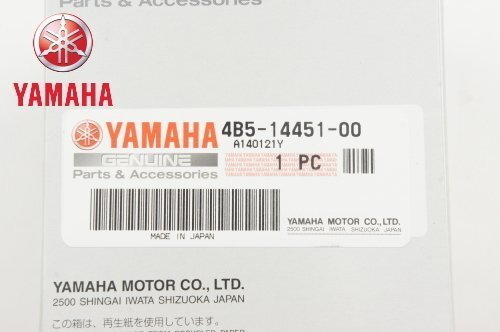 Parts & Accessories
YAMAHA
YAMAHA 4B5-14451-00
A140121Y
GENUINE
Parts & Accessories
1 PC
MADE IN JAPAN
YAMAHA MOTOR CO., LTD.
2500 SHINGAI IWATA SHIZUOKA JAPAN
YAMAHA MOTOR CO., LTD.
2500 SHINGAI IWATA SHIZUOKA JAPAN
この箱は、再生紙を使用しています。